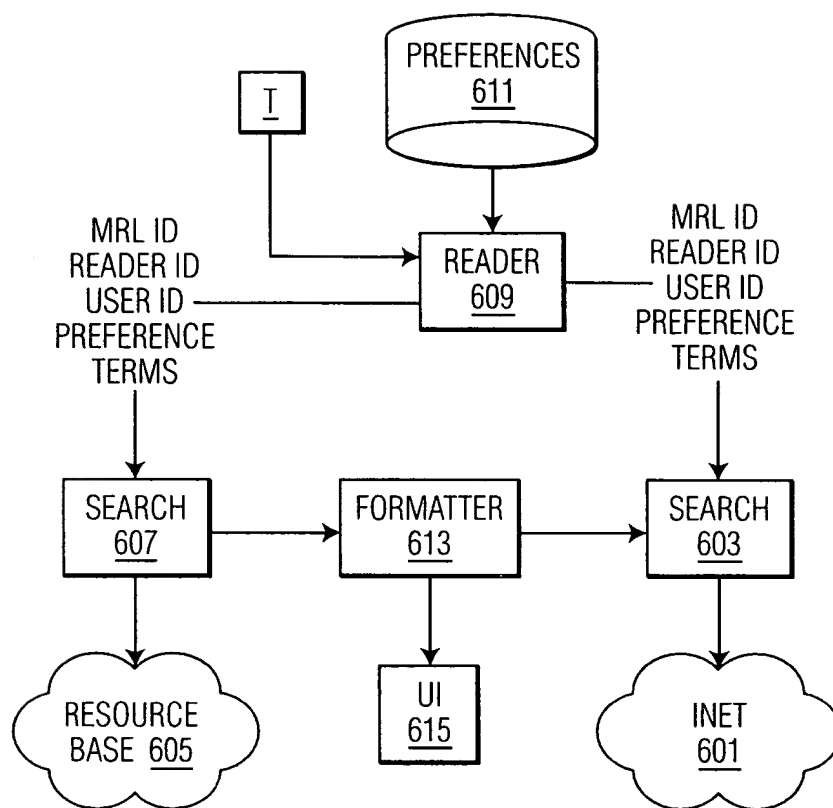 PREFERENCES
611
T
MRL ID
READER ID
USER ID
PREFERENCE
TERMS
READER
609
MRL ID
READER ID
USER ID
PREFERENCE
TERMS
SEARCH
607
FORMATTER
613
SEARCH
603
RESOURCE
BASE 605
UI
615
INET
601